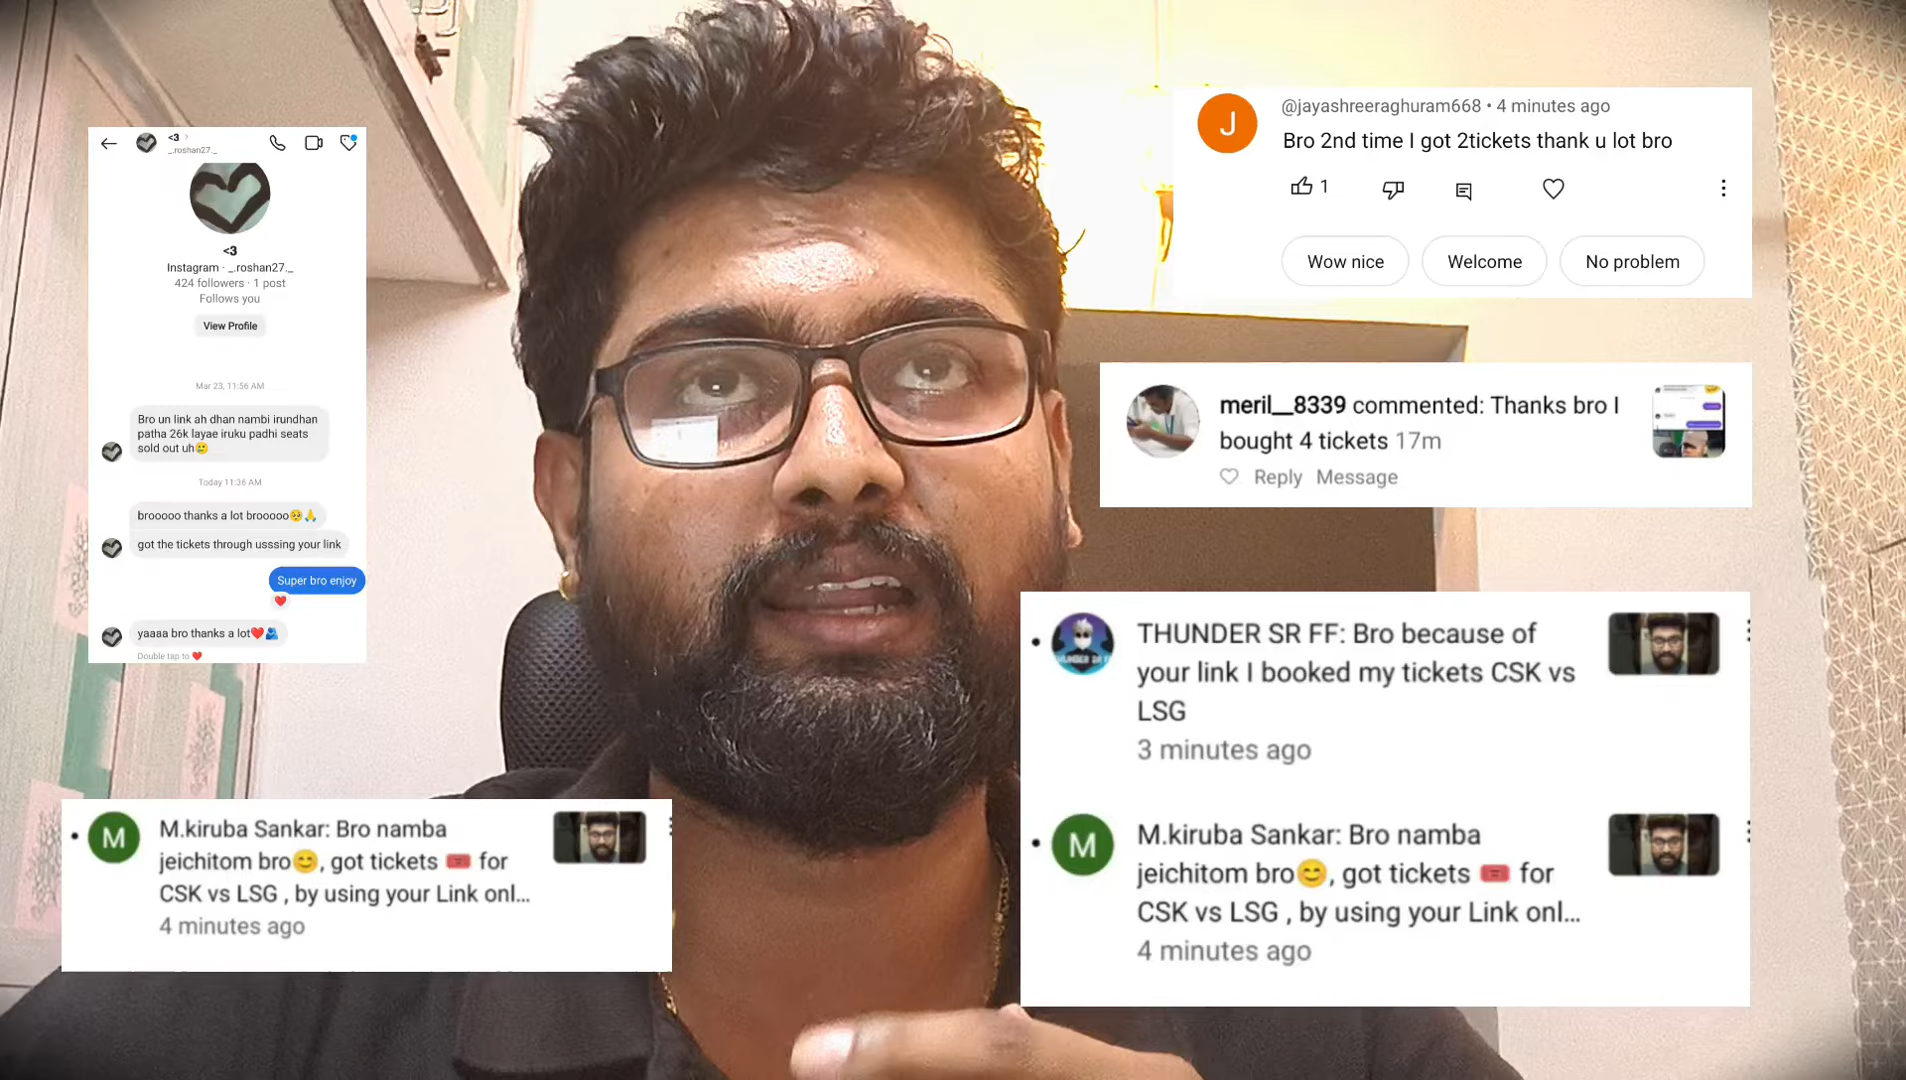 <3 >
_.roshan27._
<3
Instagram · _.roshan27._
424 followers · 1 post
Follows you
View Profile
Mar 23, 11:56 AM
Bro un link ah dhan nambi irundhan
patha 26k layae iruku padhi seats
sold out uh🥲
Today 11:36 AM
brooooo thanks a lot brooooo🥺🙏
got the tickets through usssing your link
Super bro enjoy
❤️
yaaaa bro thanks a lot❤️🫂
Double tap to ❤️
J
@jayashreeraghuram668 • 4 minutes ago
Bro 2nd time I got 2tickets thank u lot bro
1
Wow nice
Welcome
No problem
meril__8339 commented: Thanks bro I
bought 4 tickets 17m
Reply Message
THUNDER SR FF: Bro because of
your link I booked my tickets CSK vs
LSG
3 minutes ago
M
M.kiruba Sankar: Bro namba
jeichitom bro😊, got tickets 🎟️ for
CSK vs LSG , by using your Link onl...
4 minutes ago
M
M.kiruba Sankar: Bro namba
jeichitom bro😊, got tickets 🎟️ for
CSK vs LSG , by using your Link onl...
4 minutes ago